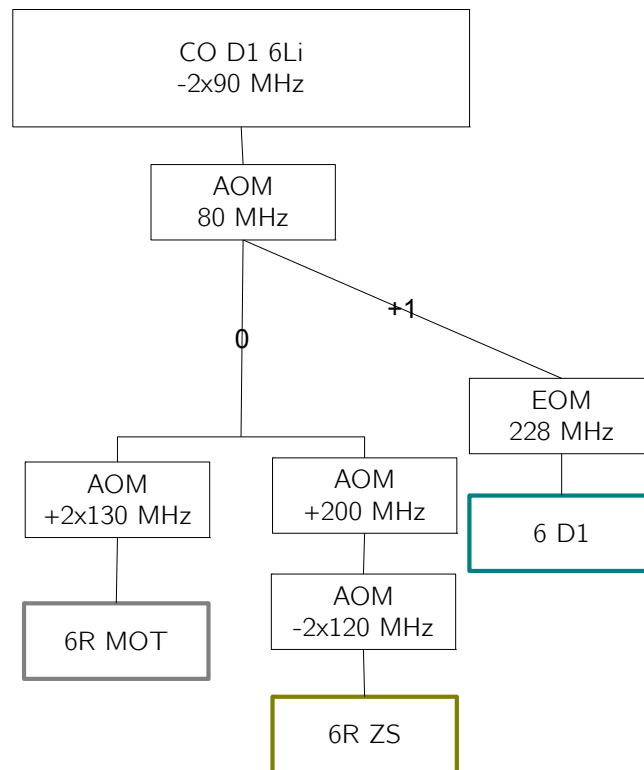 CO D1 6Li
-2x90 MHz
AOM
80 MHz
+1
0
EOM
228 MHz
AOM
+2x130 MHz
AOM
+200 MHz
6 D1
AOM
-2x120 MHz
6R MOT
6R ZS